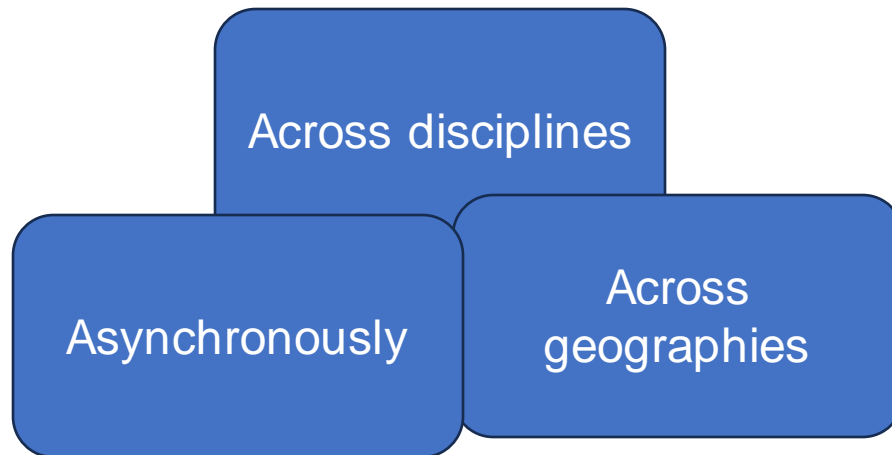 Across disciplines
Asynchronously
Across
geographies